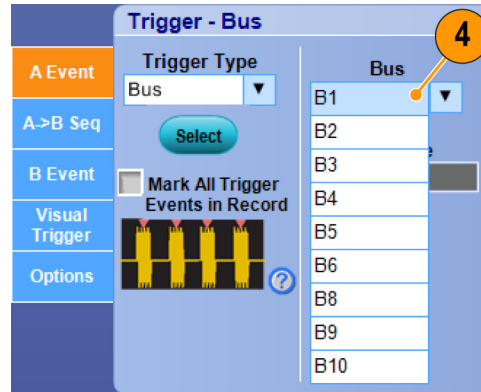 Trigger - Bus
4
A Event
A->B Seq
B Event
Visual
Trigger
Options
Trigger Type
Bus
Select
Mark All Trigger
Events in Record
?
Bus
B1
B2
B3
B4
B5
B6
B8
B9
B10